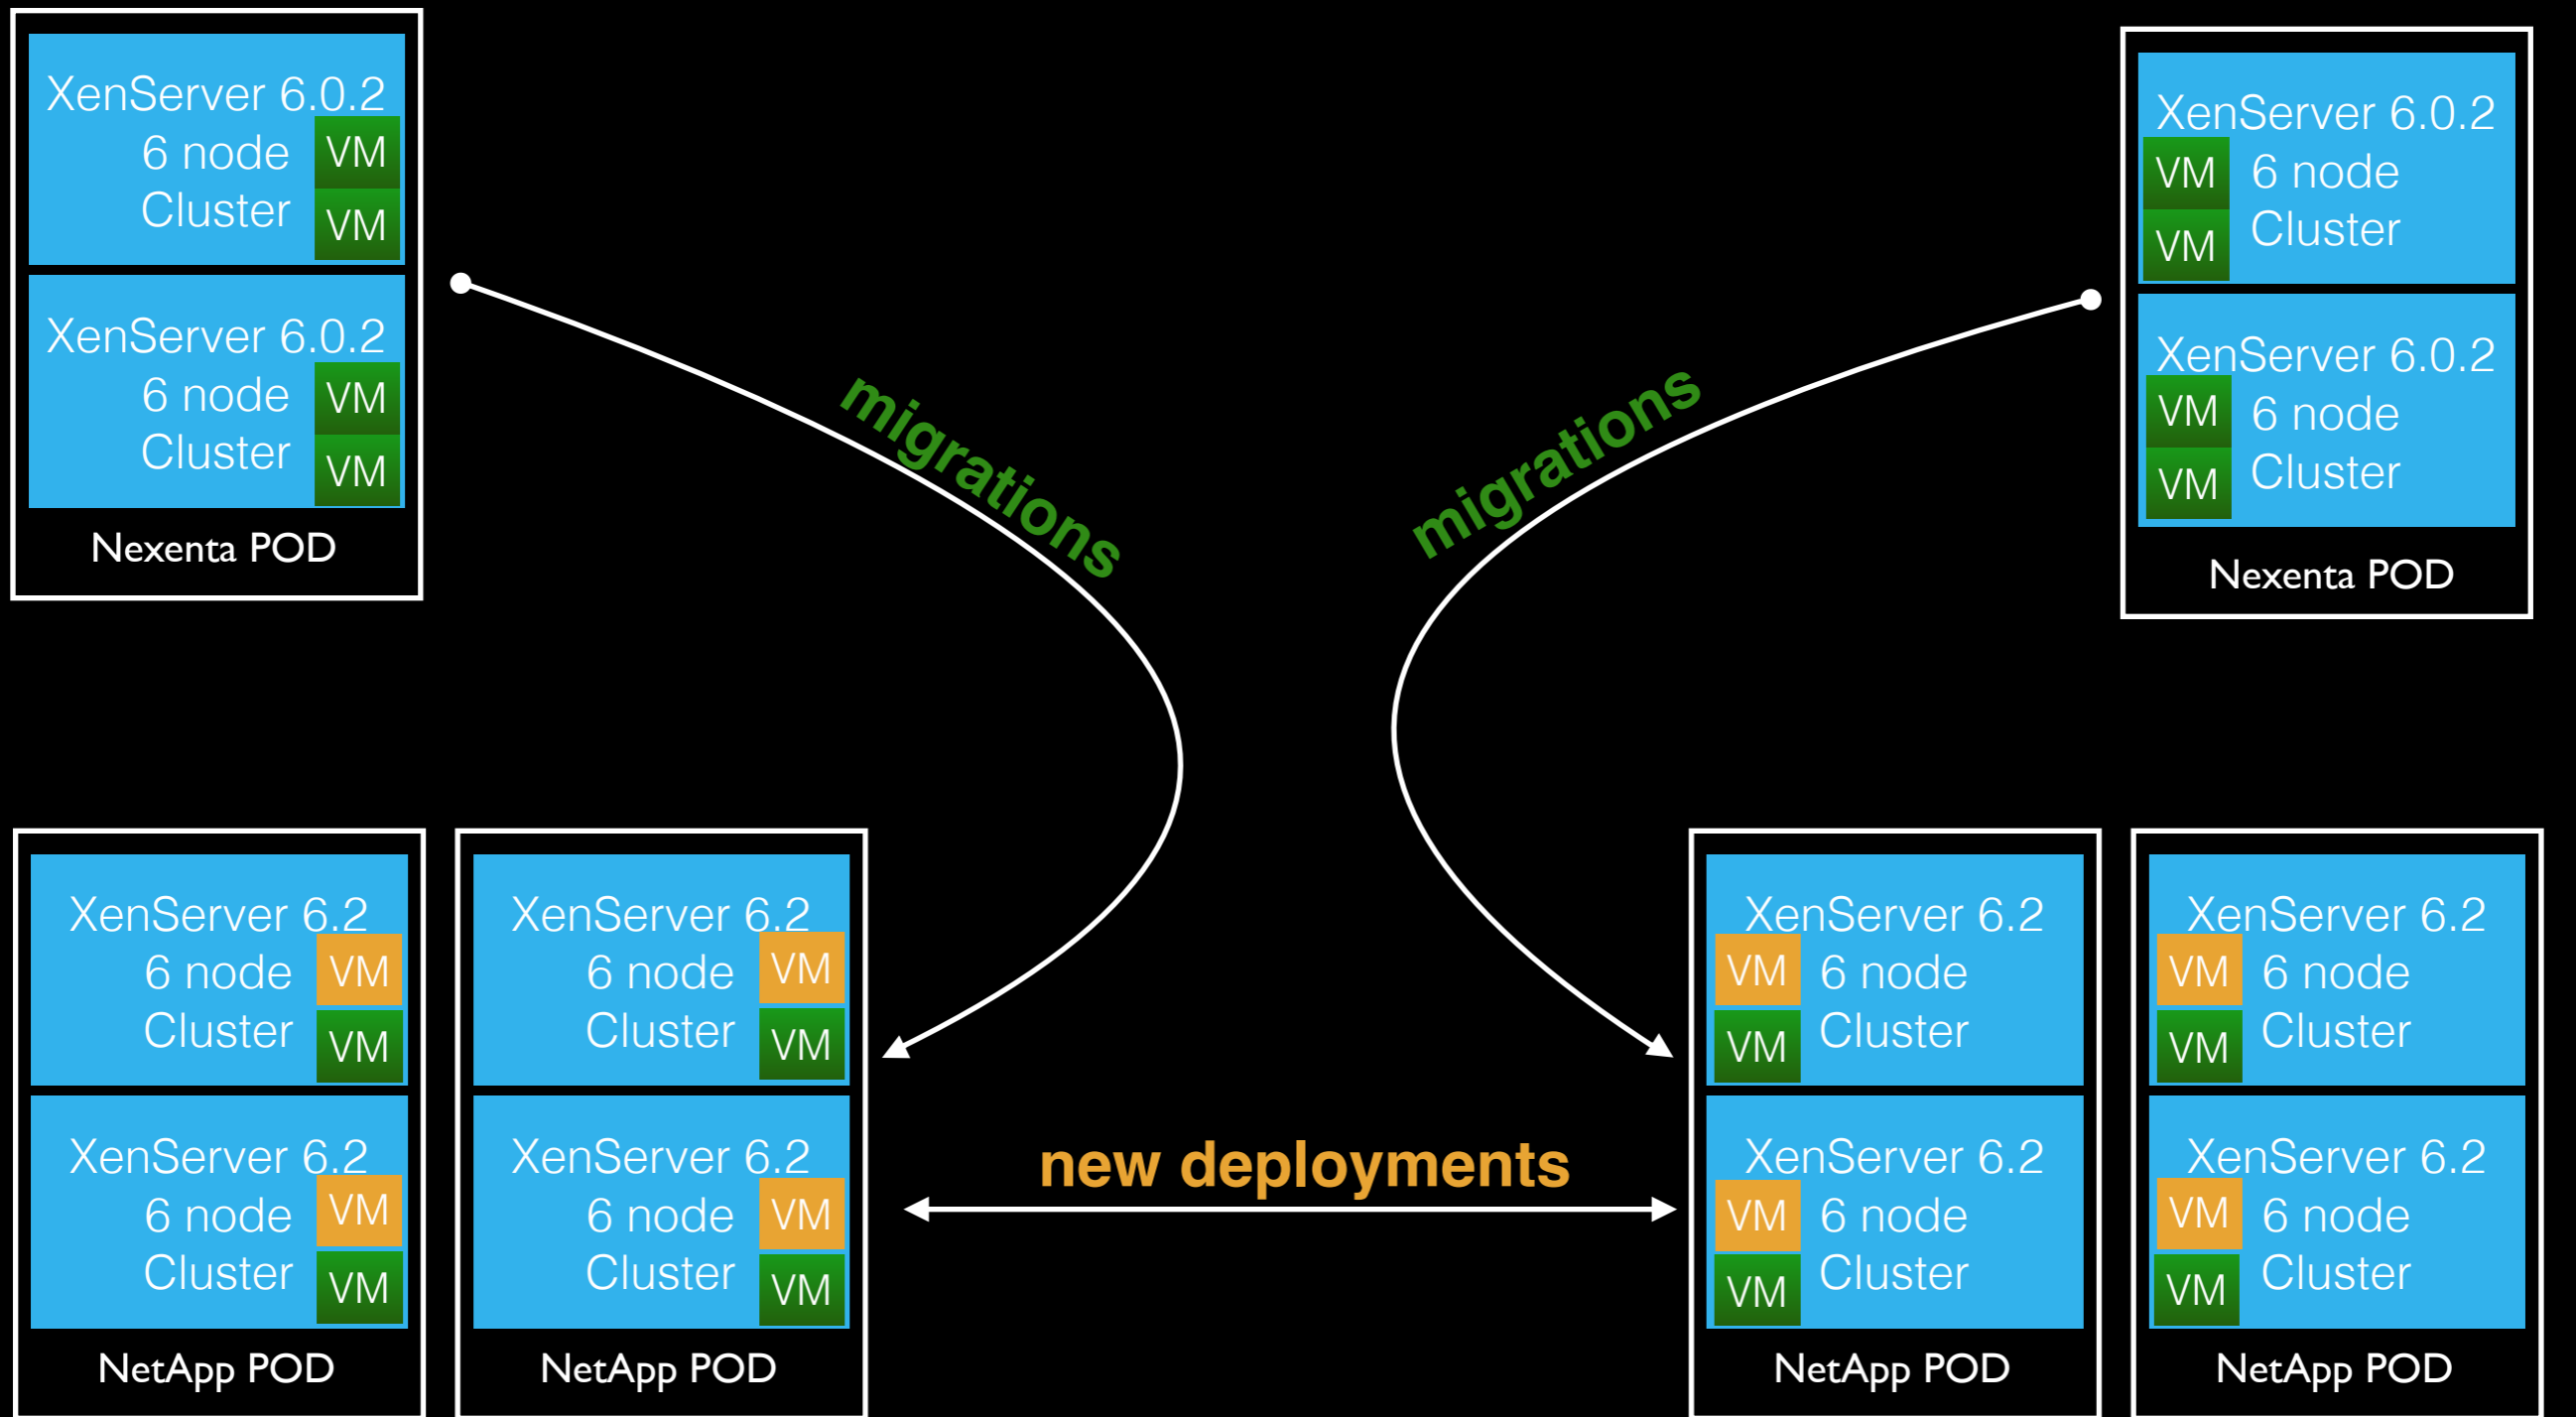 XenServer 6.0.2
6 node
Cluster
VM
VM
XenServer 6.0.2
6 node
Cluster
VM
VM
Nexenta POD
XenServer 6.0.2
VM
6 node
VM
Cluster
XenServer 6.0.2
VM
6 node
VM
Cluster
Nexenta POD
migrations
migrations
XenServer 6.2
6 node
Cluster
VM
VM
XenServer 6.2
6 node
Cluster
VM
VM
NetApp POD
XenServer 6.2
6 node
Cluster
VM
VM
XenServer 6.2
6 node
Cluster
VM
VM
NetApp POD
new deployments
XenServer 6.2
VM
6 node
VM
Cluster
XenServer 6.2
VM
6 node
VM
Cluster
NetApp POD
XenServer 6.2
VM
6 node
VM
Cluster
XenServer 6.2
VM
6 node
VM
Cluster
NetApp POD